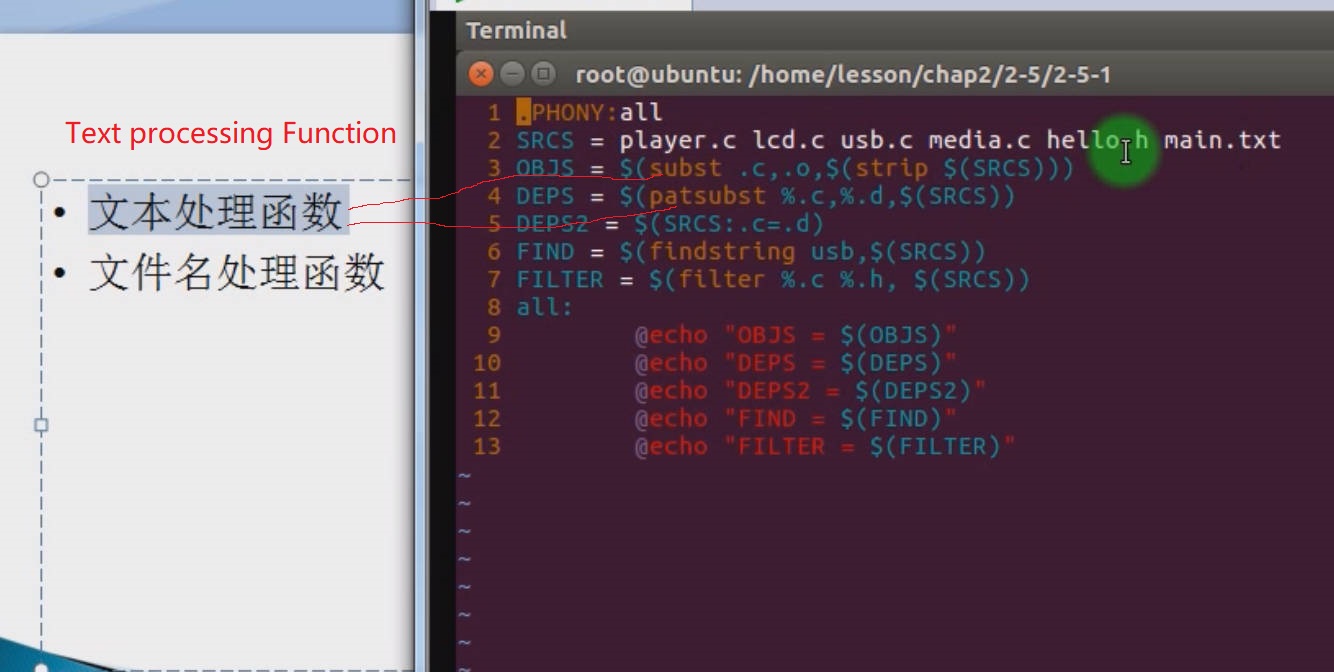 Text processing Function
• 文本处理函数
• 文件名处理函数
Terminal
root@ubuntu: /home/lesson/chap2/2-5/2-5-1
1 .PHONY:all
2 SRCS = player.c lcd.c usb.c media.c hello.h main.txt
3 OBJS = $(subst .c,.o,$(strip $(SRCS)))
4 DEPS = $(patsubst %.c,%.d,$(SRCS))
5 DEPS2 = $(SRCS:.c=.d)
6 FIND = $(findstring usb,$(SRCS))
7 FILTER = $(filter %.c %.h, $(SRCS))
8 all:
9 @echo "OBJS = $(OBJS)"
10 @echo "DEPS = $(DEPS)"
11 @echo "DEPS2 = $(DEPS2)"
12 @echo "FIND = $(FIND)"
13 @echo "FILTER = $(FILTER)"
~
~
~
~
~
~
~
~